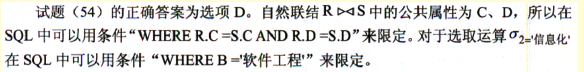 试题（54）的正确答案为选项 D。自然联结 R⋈S 中的公共属性为 C、D，所以在
SQL 中可以用条件“WHERE R.C =S.C AND R.D =S.D”来限定。对于选取运算 σ2='信息化'
在 SQL 中可以用条件“WHERE B ='软件工程'”来限定。